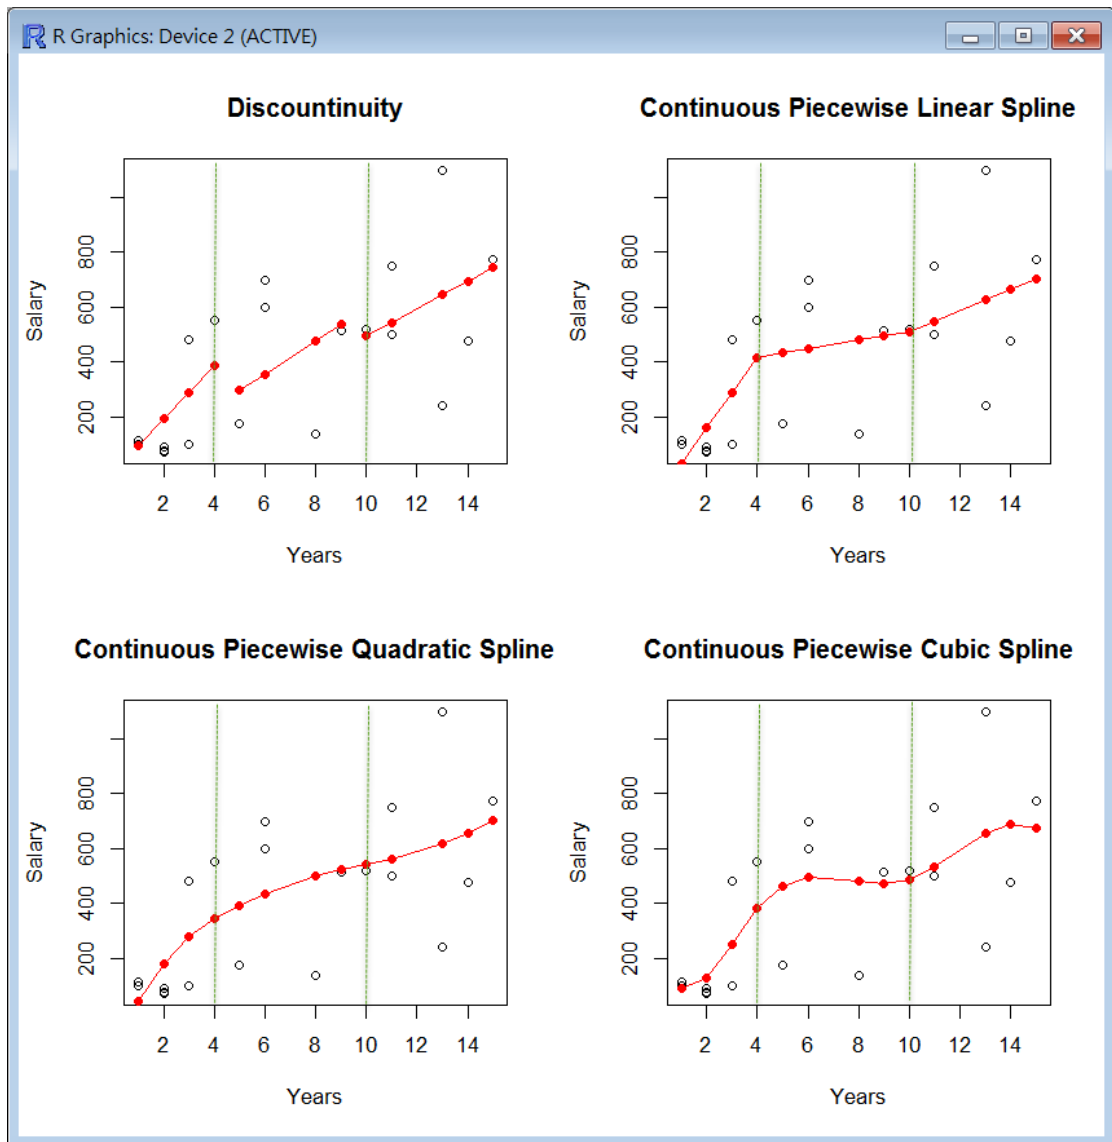 R Graphics: Device 2 (ACTIVE)
Discountinuity
Salary
200
400
600
800
2 4 6 8 10 12 14
Years
Continuous Piecewise Linear Spline
Salary
200
400
600
800
2 4 6 8 10 12 14
Years
Continuous Piecewise Quadratic Spline
Salary
200
400
600
800
2 4 6 8 10 12 14
Years
Continuous Piecewise Cubic Spline
Salary
200
400
600
800
2 4 6 8 10 12 14
Years